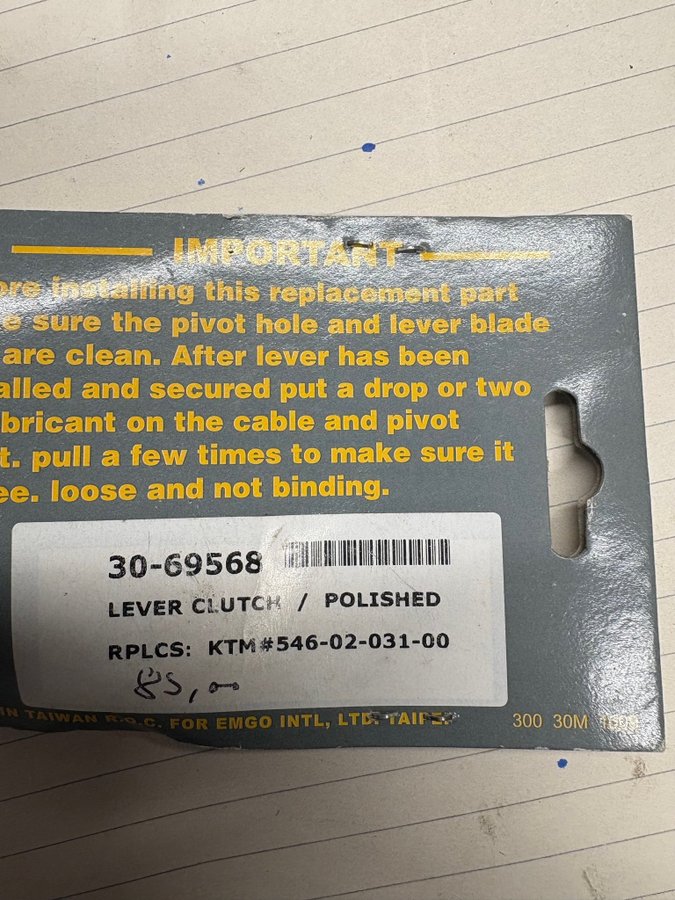 IMPORTANT
ore installing this replacement part
e sure the pivot hole and lever blade
are clean. After lever has been
alled and secured put a drop or two
bricant on the cable and pivot
t. pull a few times to make sure it
ee. loose and not binding.
30-69568
LEVER CLUTCH / POLISHED
RPLCS: KTM#546-02-031-00
85,-
IN TAIWAN R.O.C. FOR EMGO INTL, LTD. TAIPEI
300 30M